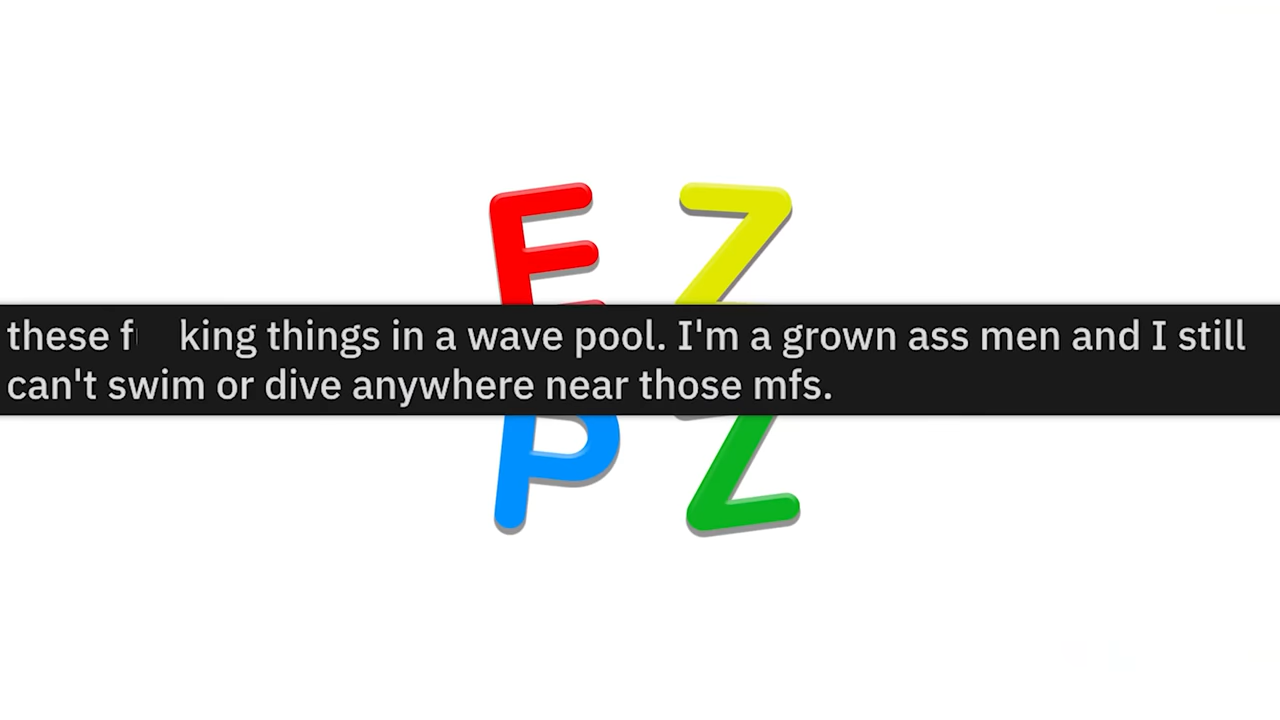 E Z
these f king things in a wave pool. I'm a grown ass men and I still
can't swim or dive anywhere near those mfs.
P Z